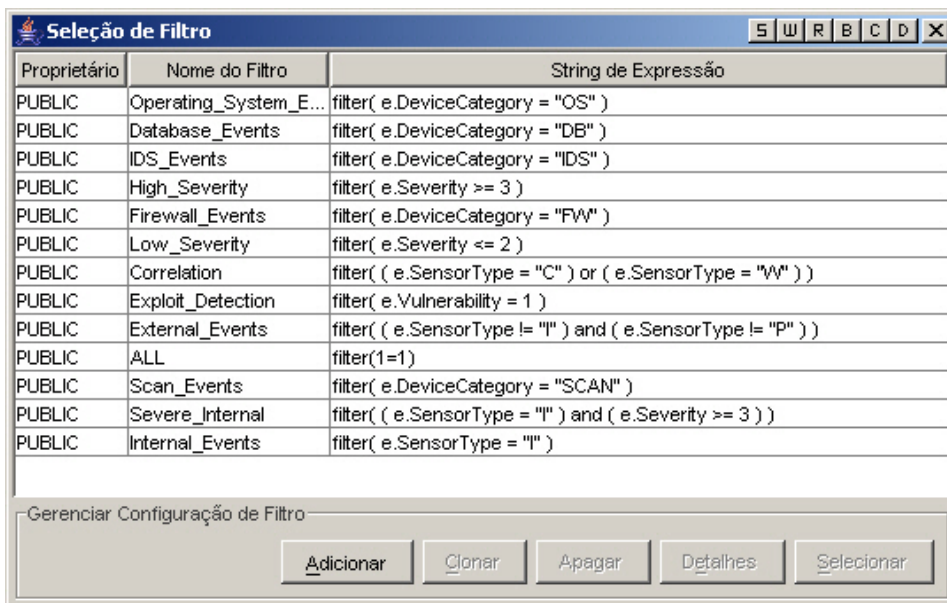 Seleção de Filtro S W R B C D X
Proprietário Nome do Filtro String de Expressão
PUBLIC Operating_System_E... filter( e.DeviceCategory = "OS" )
PUBLIC Database_Events filter( e.DeviceCategory = "DB" )
PUBLIC IDS_Events filter( e.DeviceCategory = "IDS" )
PUBLIC High_Severity filter( e.Severity >= 3 )
PUBLIC Firewall_Events filter( e.DeviceCategory = "FW" )
PUBLIC Low_Severity filter( e.Severity <= 2 )
PUBLIC Correlation filter( ( e.SensorType = "C" ) or ( e.SensorType = "W" ) )
PUBLIC Exploit_Detection filter( e.Vulnerability = 1 )
PUBLIC External_Events filter( ( e.SensorType != "I" ) and ( e.SensorType != "P" ) )
PUBLIC ALL filter(1=1)
PUBLIC Scan_Events filter( e.DeviceCategory = "SCAN" )
PUBLIC Severe_Internal filter( ( e.SensorType = "I" ) and ( e.Severity >= 3 ) )
PUBLIC Internal_Events filter( e.SensorType = "I" )
Gerenciar Configuração de Filtro
Adicionar Clonar Apagar Detalhes Selecionar